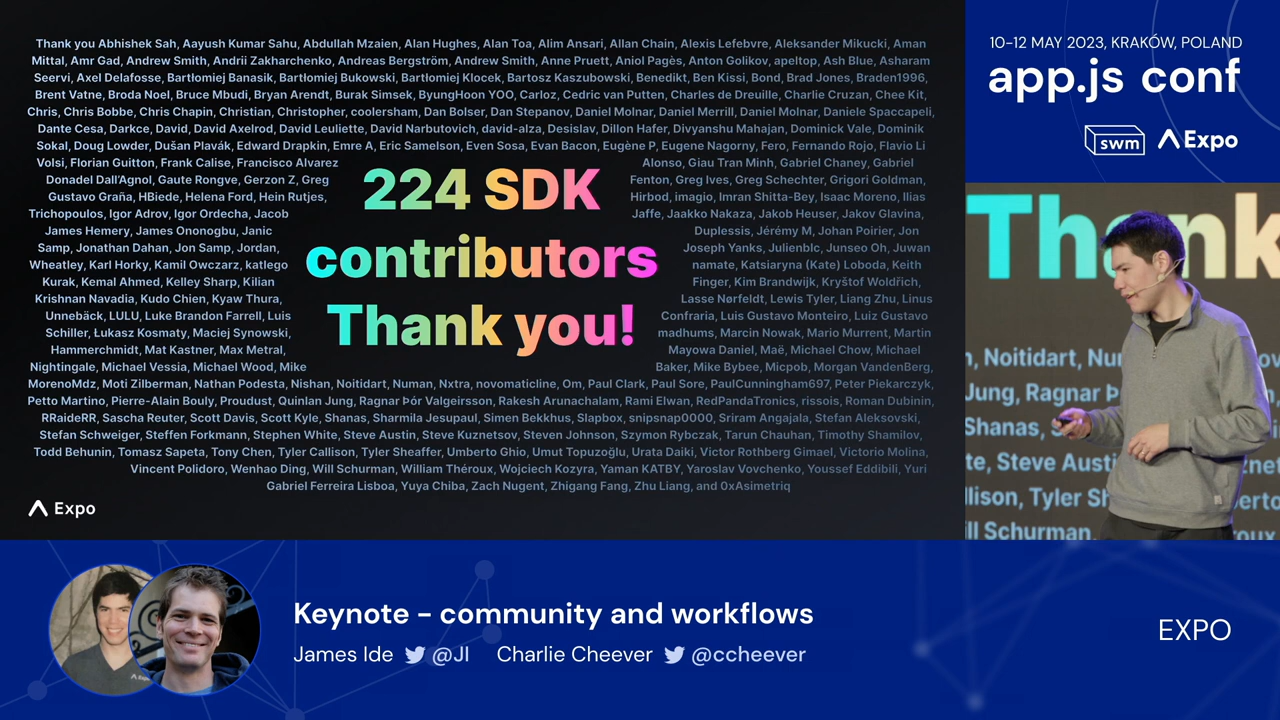 Thank you Abhishek Sah, Aayush Kumar Sahu, Abdullah Mzaien, Alan Hughes, Alan Toa, Alim Ansari, Allan Chain, Alexis Lefebvre, Aleksander Mikucki, Aman
Mittal, Amr Gad, Andrew Smith, Andrii Zakharchenko, Andreas Bergström, Andrew Smith, Anne Pruett, Aniol Pagès, Anton Golikov, apeltop, Ash Blue, Asharam
Seervi, Axel Delafosse, Bartłomiej Banasik, Bartłomiej Bukowski, Bartłomiej Klocek, Bartosz Kaszubowski, Benedikt, Ben Kissi, Bond, Brad Jones, Braden1996,
Brent Vatne, Broda Noel, Bruce Mbudi, Bryan Arendt, Burak Simsek, ByungHoon YOO, Carloz, Cedric van Putten, Charles de Dreuille, Charlie Cruzan, Chee Kit,
Chris, Chris Bobbe, Chris Chapin, Christian, Christopher, coolersham, Dan Bolser, Dan Stepanov, Daniel Molnar, Daniel Merrill, Daniel Molnar, Daniele Spaccapeli,
Dante Cesa, Darkce, David, David Axelrod, David Leuliette, David Narbutovich, david-alza, Desislav, Dillon Hafer, Divyanshu Mahajan, Dominick Vale, Dominik
Sokal, Doug Lowder, Dušan Plavák, Edward Drapkin, Emre A, Eric Samelson, Even Sosa, Evan Bacon, Eugène P, Eugene Nagorny, Fero, Fernando Rojo, Flavio Li
Volsi, Florian Guitton, Frank Calise, Francisco Alvarez Alonso, Giau Tran Minh, Gabriel Chaney, Gabriel
Donadel Dall'Agnol, Gaute Rongve, Gerzon Z, Greg Fenton, Greg Ives, Greg Schechter, Grigori Goldman,
Gustavo Graña, HBiede, Helena Ford, Hein Rutjes, Hirbod, imagio, Imran Shitta-Bey, Isaac Moreno, Ilias
Trichopoulos, Igor Adrov, Igor Ordecha, Jacob Jaffe, Jaakko Nakaza, Jakob Heuser, Jakov Glavina,
James Hemery, James Ononogbu, Janic Duplessis, Jérémy M, Johan Poirier, Jon
Samp, Jonathan Dahan, Jon Samp, Jordan, Joseph Yanks, Julienblc, Junseo Oh, Juwan
Wheatley, Karl Horky, Kamil Owczarz, katlego namate, Katsiaryna (Kate) Loboda, Keith
Kurak, Kemal Ahmed, Kelley Sharp, Kilian Finger, Kim Brandwijk, Kryštof Woldřich,
Krishnan Navadia, Kudo Chien, Kyaw Thura, Lasse Nørfeldt, Lewis Tyler, Liang Zhu, Linus
Unnebäck, LULU, Luke Brandon Farrell, Luis Confraria, Luis Gustavo Monteiro, Luiz Gustavo
Schiller, Łukasz Kosmaty, Maciej Synowski, madhums, Marcin Nowak, Mario Murrent, Martin
Hammerchmidt, Mat Kastner, Max Metral, Mayowa Daniel, Maë, Michael Chow, Michael
Nightingale, Michael Vessia, Michael Wood, Mike Baker, Mike Bybee, Micpob, Morgan VandenBerg,
MorenoMdz, Moti Zilberman, Nathan Podesta, Nishan, Noitidart, Numan, Nxtra, novomaticline, Om, Paul Clark, Paul Sore, PaulCunningham697, Peter Piekarczyk,
Petto Martino, Pierre-Alain Bouly, Proudust, Quinlan Jung, Ragnar Þór Valgeirsson, Rakesh Arunachalam, Rami Elwan, RedPandaTronics, rissois, Roman Dubinin,
RRaideRR, Sascha Reuter, Scott Davis, Scott Kyle, Shanas, Sharmila Jesupaul, Simen Bekkhus, Slapbox, snipsnap0000, Sriram Angajala, Stefan Aleksovski,
Stefan Schweiger, Steffen Forkmann, Stephen White, Steve Austin, Steve Kuznetsov, Steven Johnson, Szymon Rybczak, Tarun Chauhan, Timothy Shamilov,
Todd Behunin, Tomasz Sapeta, Tony Chen, Tyler Callison, Tyler Sheaffer, Umberto Ghio, Umut Topuzoğlu, Urata Daiki, Victor Rothberg Gimael, Victorio Molina,
Vincent Polidoro, Wenhao Ding, Will Schurman, William Théroux, Wojciech Kozyra, Yaman KATBY, Yaroslav Vovchenko, Youssef Eddibili, Yuri
Gabriel Ferreira Lisboa, Yuya Chiba, Zach Nugent, Zhigang Fang, Zhu Liang, and 0xAsimetriq
224 SDK
contributors
Thank you!
Expo
10-12 MAY 2023, KRAKÓW, POLAND
app.js conf
swm Expo
Thank
Noitidart,
Jung, Ragnar
Shanas,
Steve
Tyler
Schurman,
Keynote – community and workflows
James Ide @JI Charlie Cheever @ccheever
EXPO